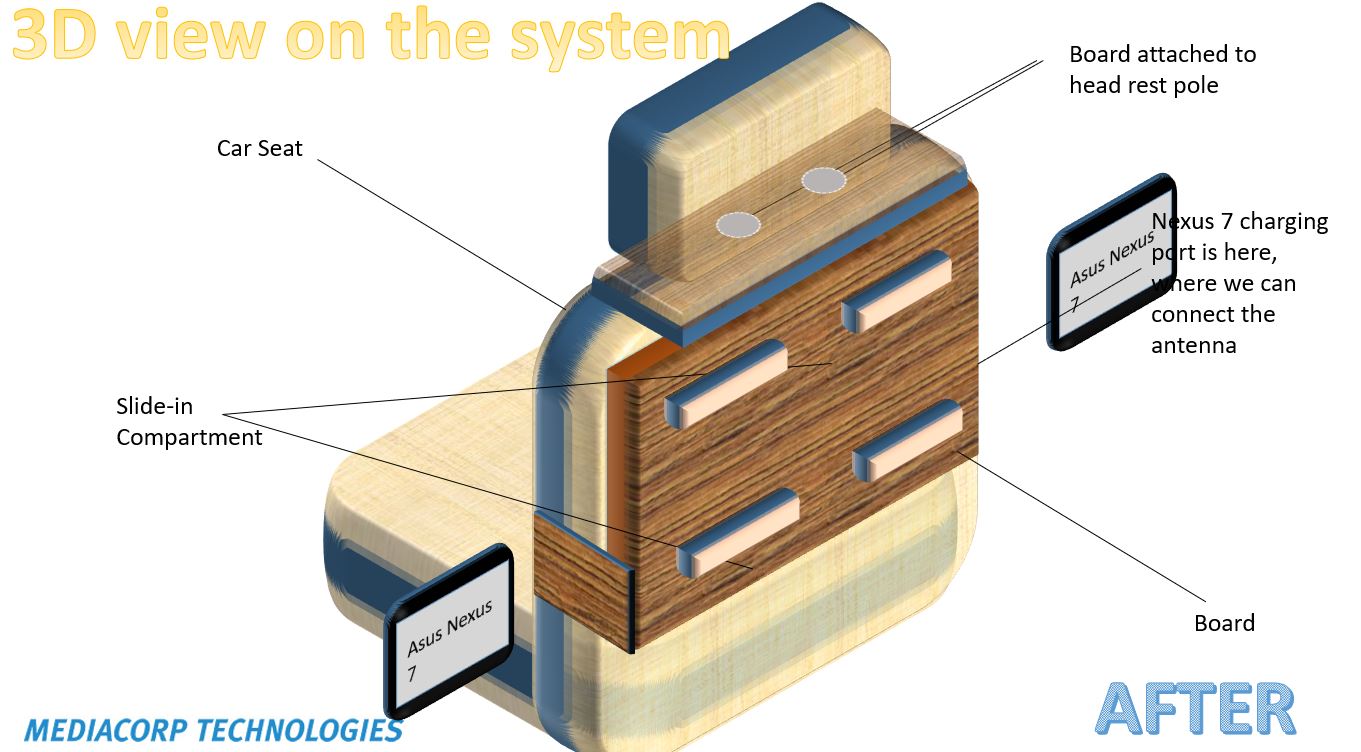 3D view on the system
Board attached to
head rest pole
Car Seat
Nexus 7 charging
port is here,
where we can
connect the
antenna
Asus Nexus
7
Slide-in
Compartment
Asus Nexus
7
Board
MEDIACORP TECHNOLOGIES
AFTER